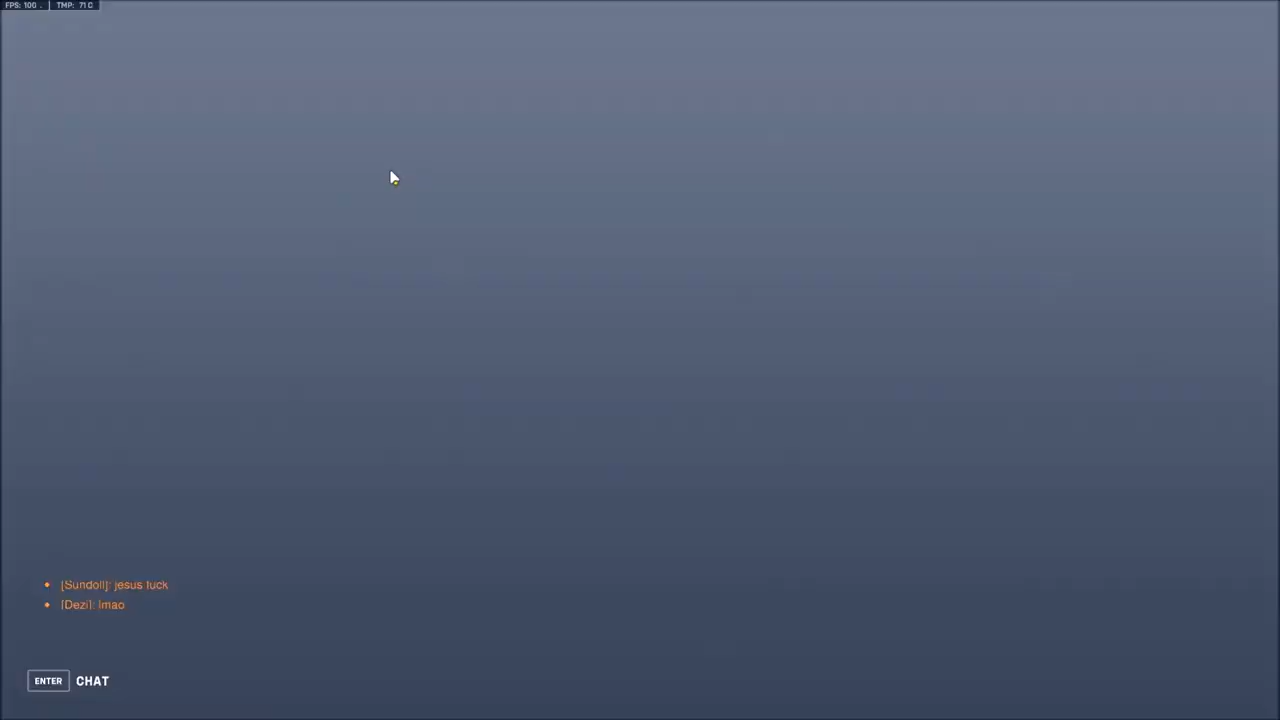 FPS: 100 . | TMP: 71 C
[Sundoll]: jesus fuck
[Dezi]: lmao
ENTER CHAT